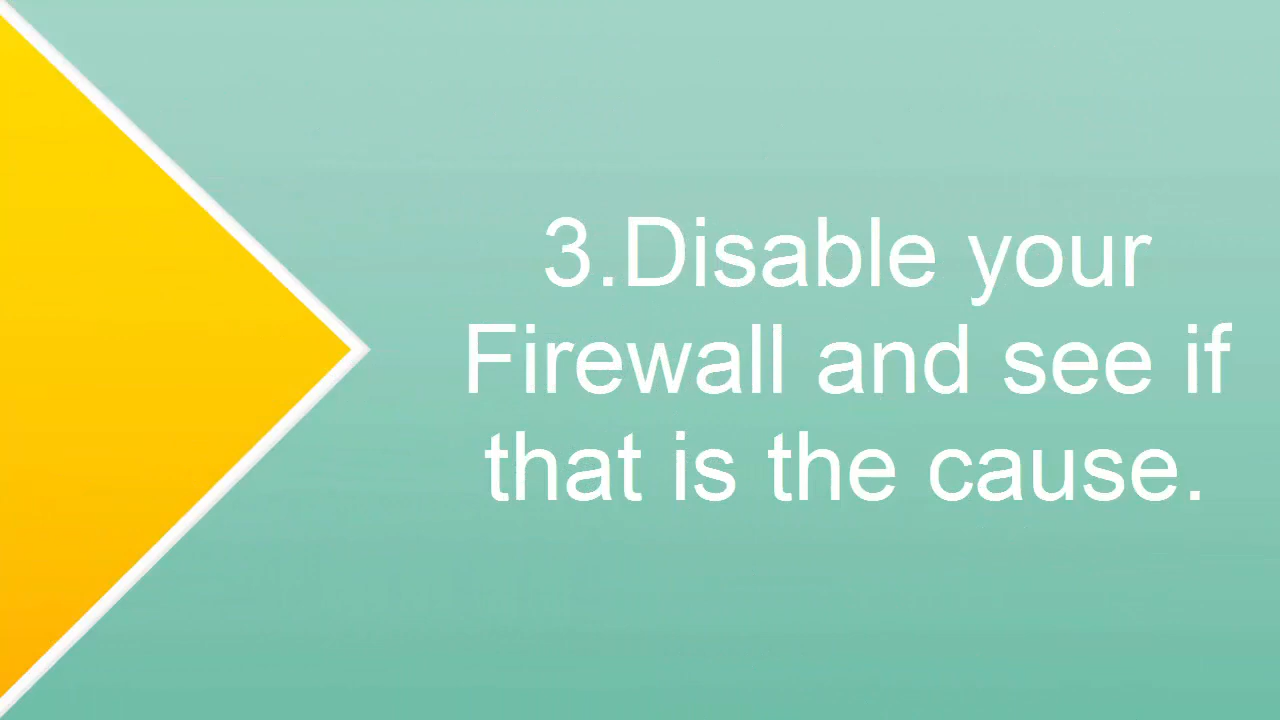 3.Disable your
Firewall and see if
that is the cause.